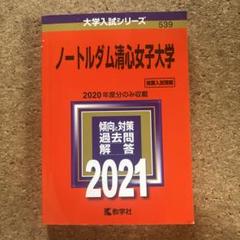 大学入試シリーズ
539
ノートルダム清心女子大学
2020年度分のみ収載
傾向と対策
過去問
解答
2021
教学社